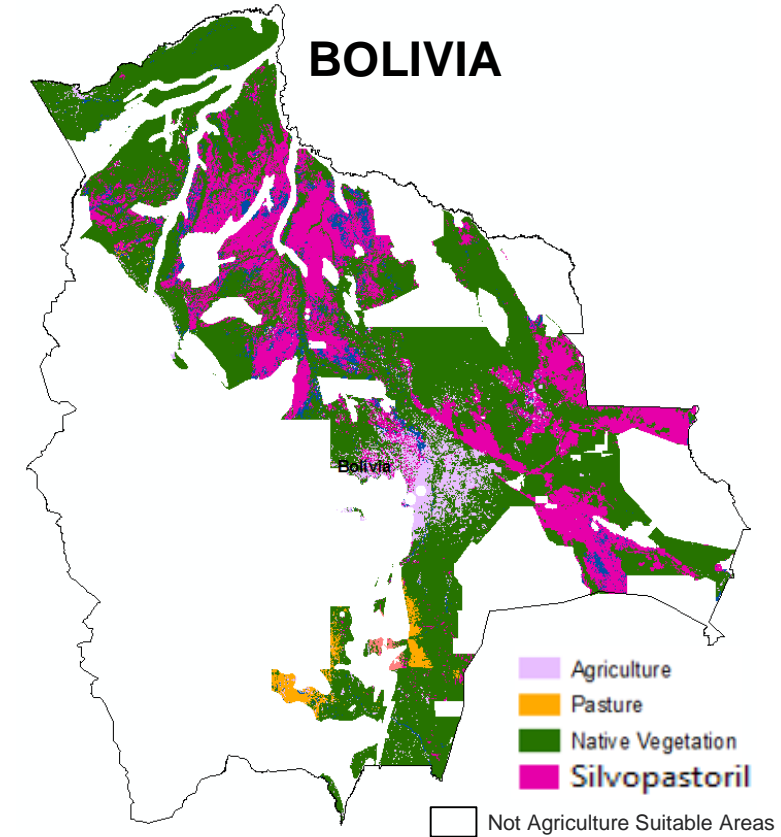 BOLIVIA
Bolivia
Agriculture
Pasture
Native Vegetation
Silvopastoril
Not Agriculture Suitable Areas